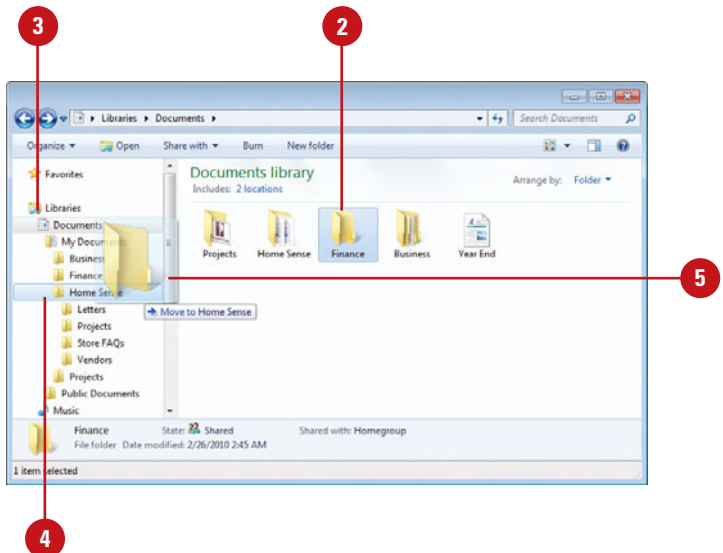 3
2
Libraries
Documents
Search Documents
Organize
Open
Share with
Burn
New folder
Favorites
Libraries
Documents
My Documents
Business
Finance
Home Sense
Letters
Projects
Store FAQs
Vendors
Projects
Public Documents
Music
Documents library
Includes: 2 locations
Arrange by: Folder
Projects
Home Sense
Finance
Business
Year End
5
Move to Home Sense
Finance State: Shared Shared with: Homegroup
File folder Date modified: 2/26/2010 2:45 AM
1 item selected
4